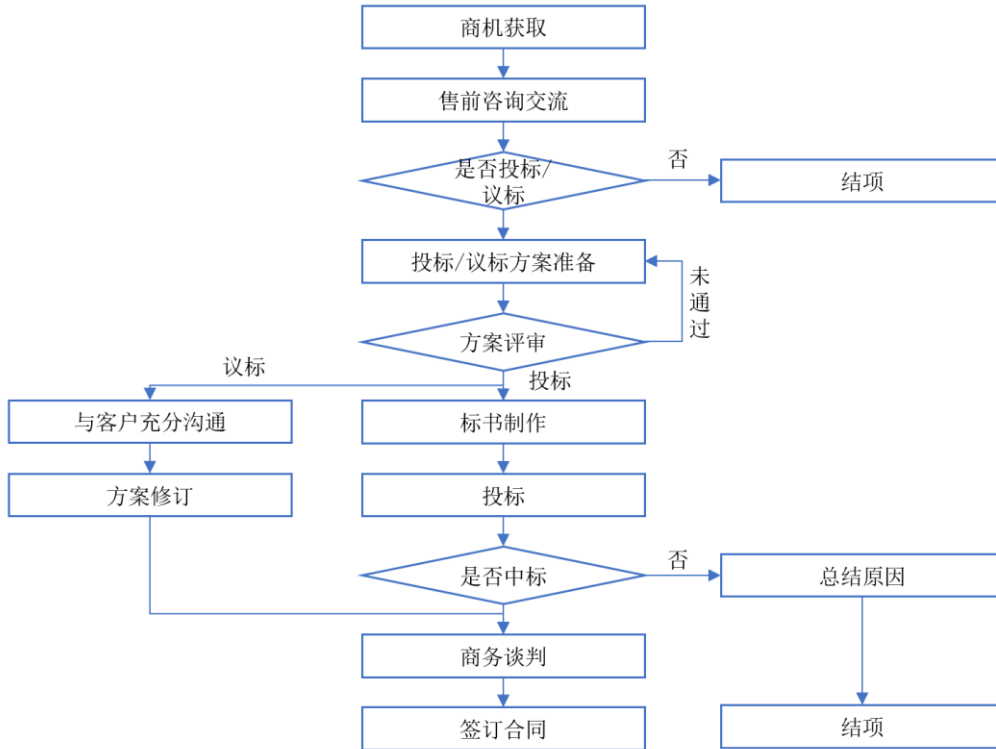 商机获取
售前咨询交流
是否投标/
议标
否
结项
投标/议标方案准备
未
通
过
方案评审
议标
投标
与客户充分沟通
标书制作
方案修订
投标
是否中标
否
总结原因
商务谈判
签订合同
结项